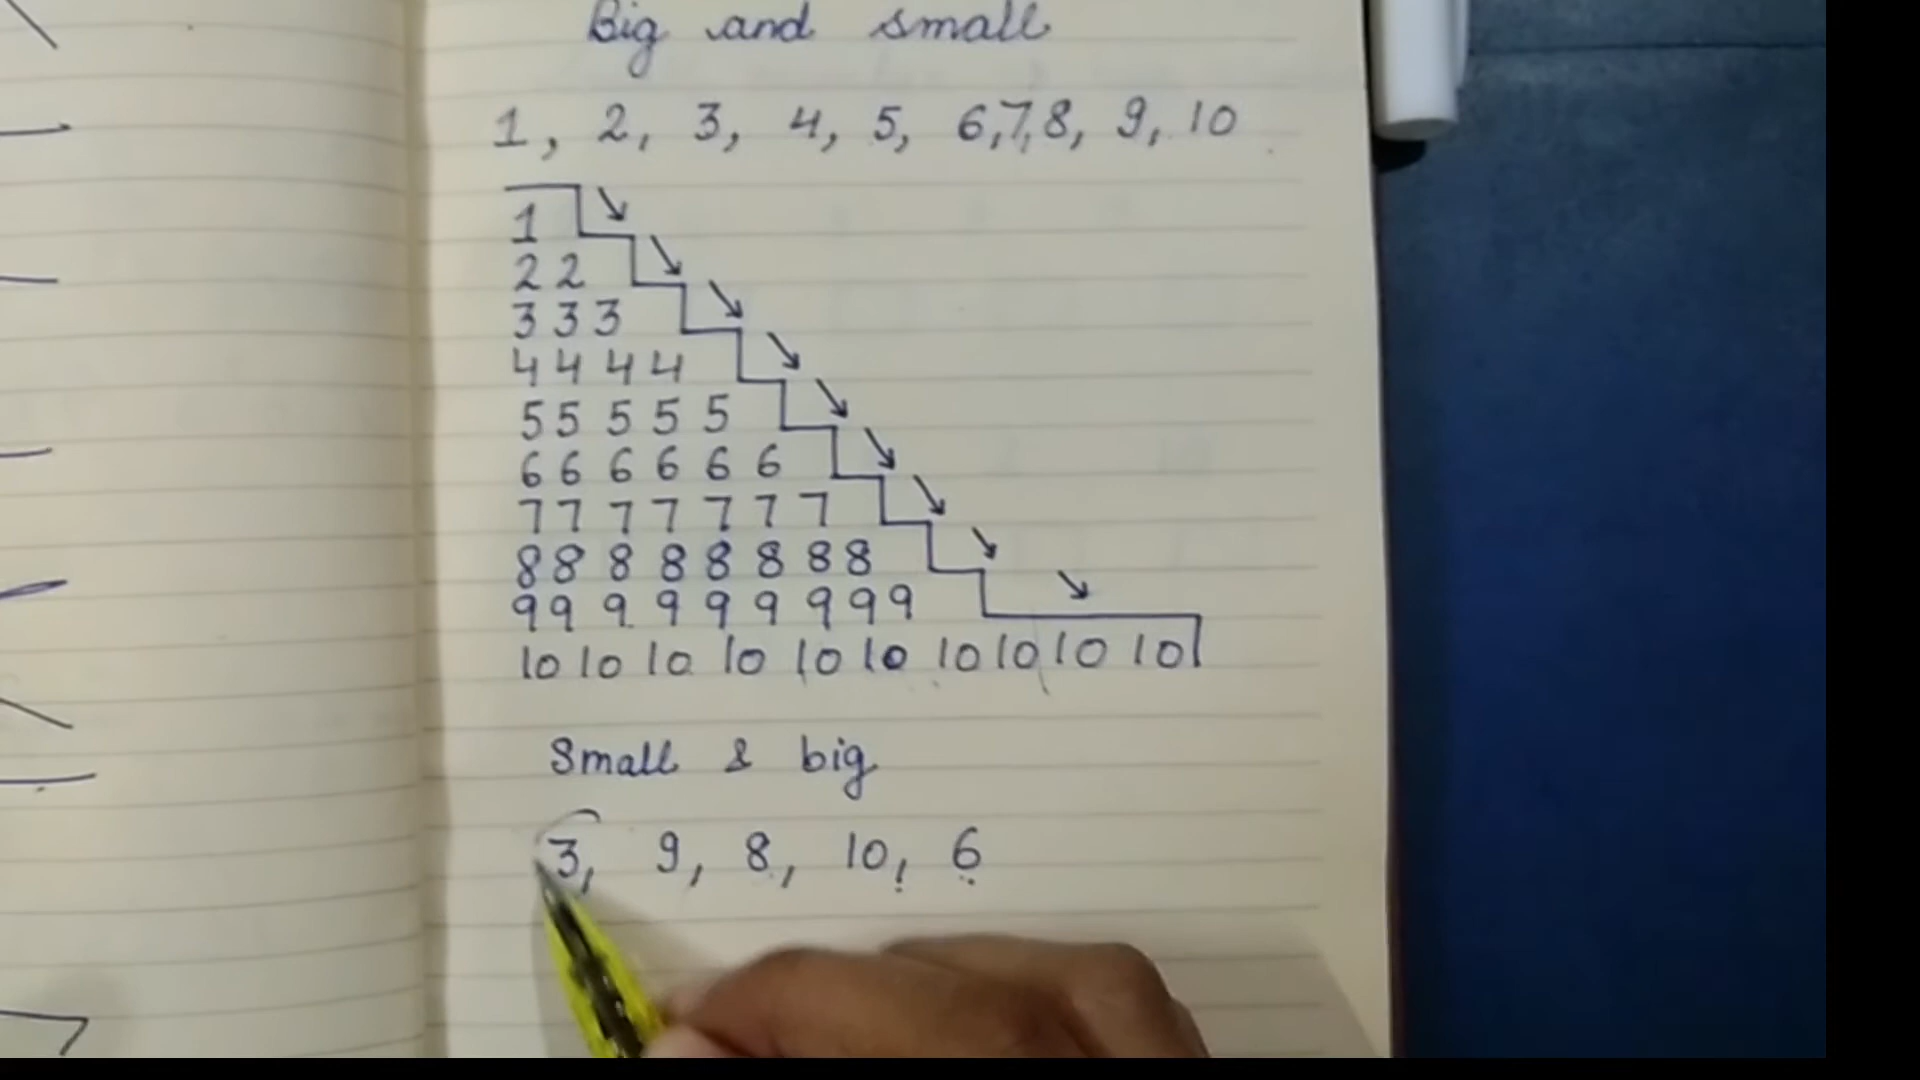 Big and small
1, 2, 3, 4, 5, 6,7,8, 9, 10
1
2 2
3 3 3
4 4 4 4
5 5 5 5 5
6 6 6 6 6 6
7 7 7 7 7 7 7
8 8 8 8 8 8 8 8
9 9 9 9 9 9 9 9 9
10 10 10 10 10 10 10 10 10 10
Small & big
3, 9, 8, 10, 6